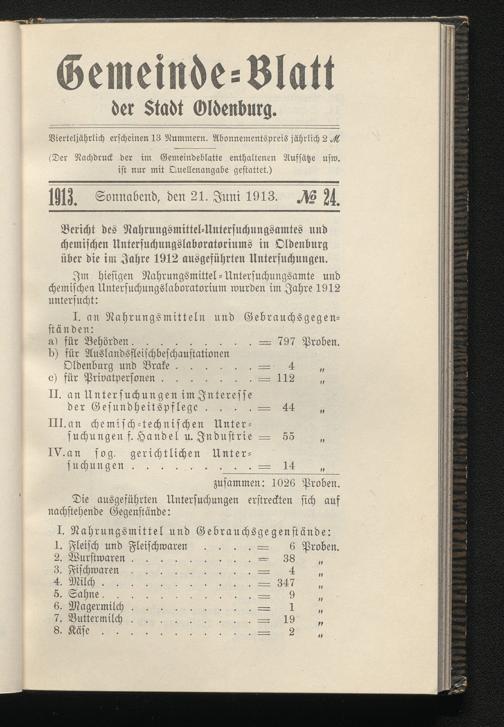 Gemeinde=Blatt
der Stadt Oldenburg.
Vierteljährlich erscheinen 13 Nummern. Abonnementspreis jährlich 2 ℳ
(Der Nachdruck der im Gemeindeblatte enthaltenen Aufsätze usw.
ist nur mit Quellenangabe gestattet.)
1913. Sonnabend, den 21. Juni 1913. № 24.
Bericht des Nahrungsmittel-Untersuchungsamtes und
chemischen Untersuchungslaboratoriums in Oldenburg
über die im Jahre 1912 ausgeführten Untersuchungen.
Im hiesigen Nahrungsmittel-Untersuchungsamte und
chemischen Untersuchungslaboratorium wurden im Jahre 1912
untersucht:
I. an Nahrungsmitteln und Gebrauchsgegen-
ständen:
a) für Behörden . . . . . . . . . = 797 Proben.
b) für Auslandsfleischbeschaustationen
Oldenburg und Brake . . . . . = 4 „
c) für Privatpersonen . . . . . . = 112 „
II. an Untersuchungen im Interesse
der Gesundheitspflege . . . . = 44 „
III. an chemisch-technischen Unter-
suchungen f. Handel u. Industrie = 55 „
IV. an sog. gerichtlichen Unter-
suchungen . . . . . . . . = 14 „
zusammen: 1026 Proben.
Die ausgeführten Untersuchungen erstreckten sich auf
nachstehende Gegenstände:
I. Nahrungsmittel und Gebrauchsgegenstände:
1. Fleisch und Fleischwaren . . . . = 6 Proben.
2. Wurstwaren . . . . . . . . . = 38 „
3. Fischwaren . . . . . . . . . = 4 „
4. Milch . . . . . . . . . . . = 347 „
5. Sahne . . . . . . . . . . . = 9 „
6. Magermilch . . . . . . . . . = 1 „
7. Buttermilch . . . . . . . . . = 19 „
8. Käse . . . . . . . . . . . = 2 „